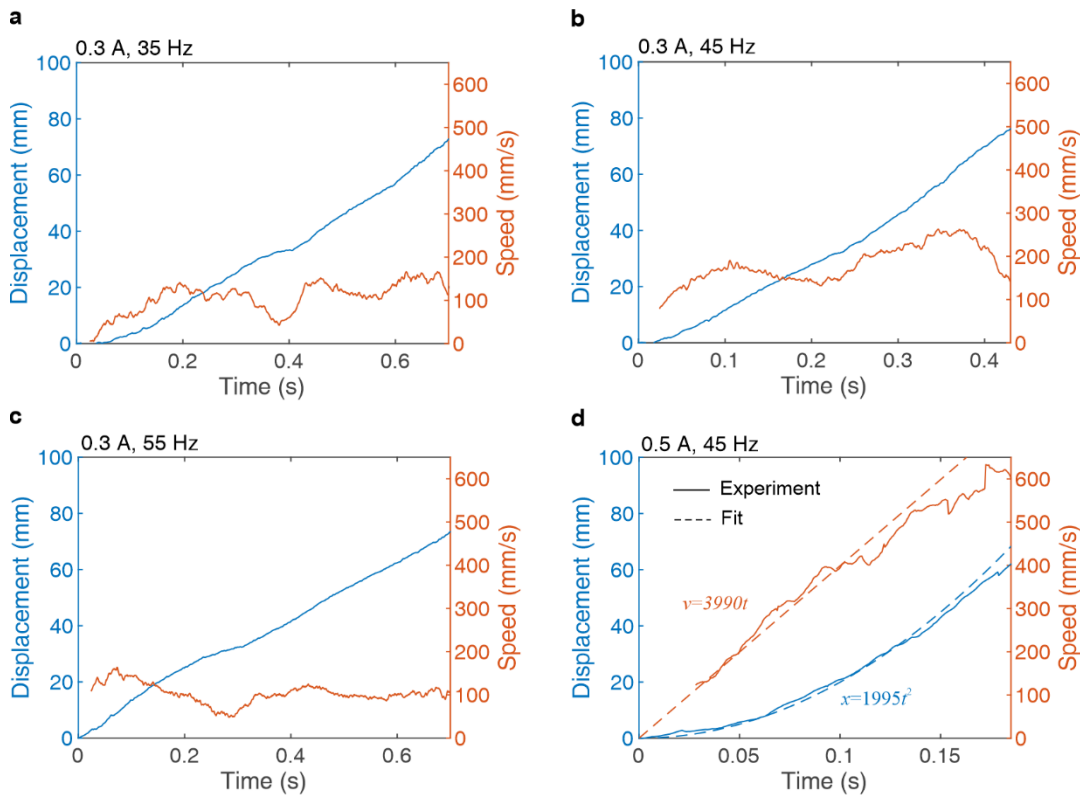 a
0.3 A, 35 Hz
100
80
60
40
20
0
Displacement (mm)
600
500
400
300
200
100
0
Speed (mm/s)
0
0.2
0.4
0.6
Time (s)
b
0.3 A, 45 Hz
100
80
60
40
20
0
Displacement (mm)
600
500
400
300
200
100
0
Speed (mm/s)
0
0.1
0.2
0.3
0.4
Time (s)
c
0.3 A, 55 Hz
100
80
60
40
20
0
Displacement (mm)
600
500
400
300
200
100
0
Speed (mm/s)
0
0.2
0.4
0.6
Time (s)
d
0.5 A, 45 Hz
100
80
60
40
20
0
Displacement (mm)
Experiment
Fit
v=3990t
x=1995t²
600
500
400
300
200
100
0
Speed (mm/s)
0
0.05
0.1
0.15
Time (s)